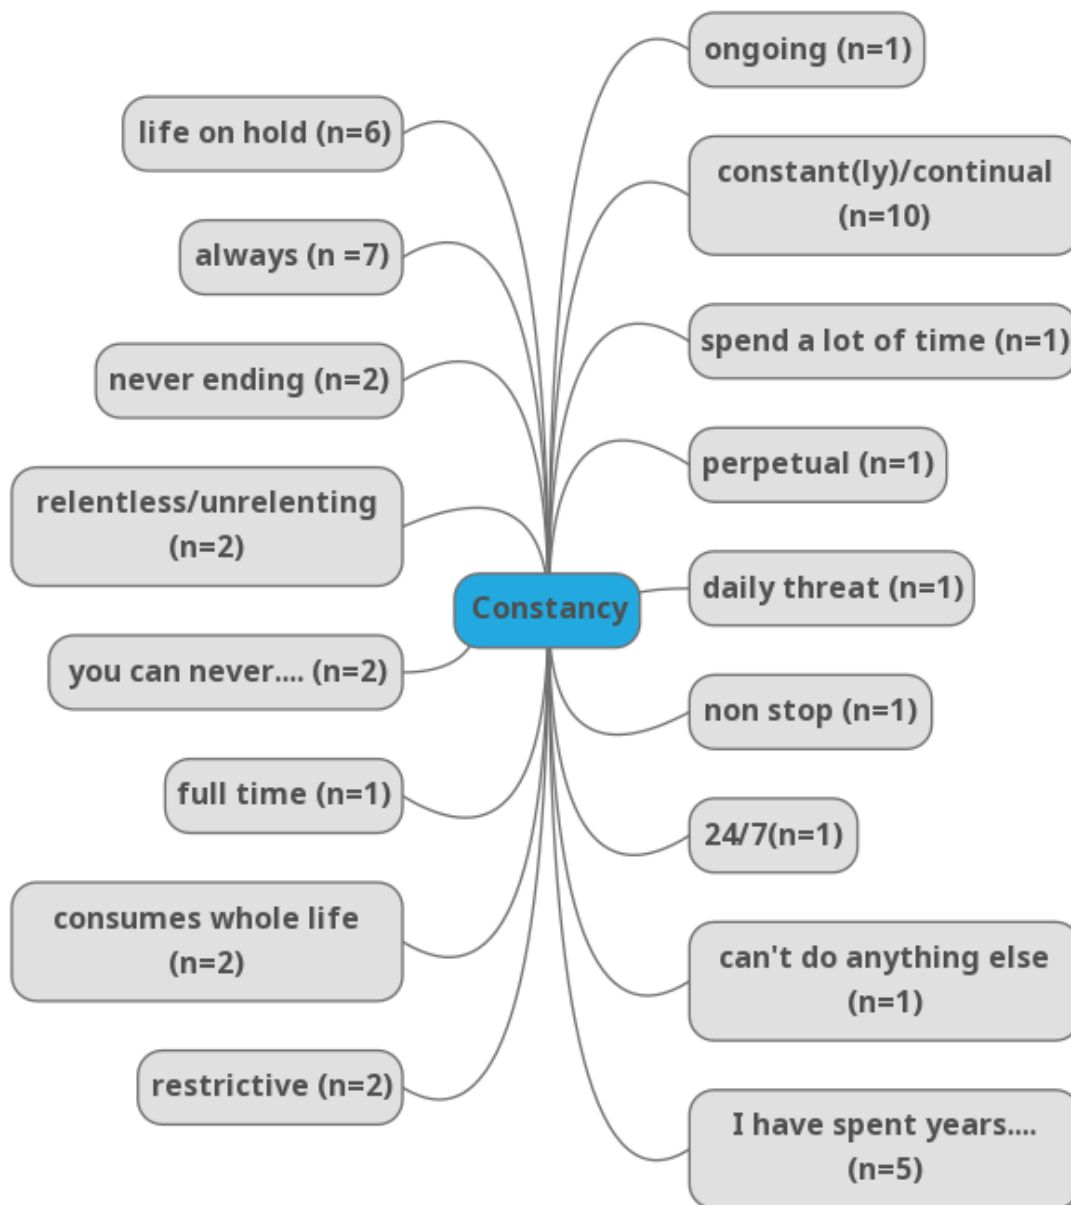 life on hold (n=6)
always (n =7)
never ending (n=2)
relentless/unrelenting
(n=2)
you can never.... (n=2)
full time (n=1)
consumes whole life
(n=2)
restrictive (n=2)
Constancy
ongoing (n=1)
constant(ly)/continual
(n=10)
spend a lot of time (n=1)
perpetual (n=1)
daily threat (n=1)
non stop (n=1)
24/7(n=1)
can't do anything else
(n=1)
I have spent years....
(n=5)